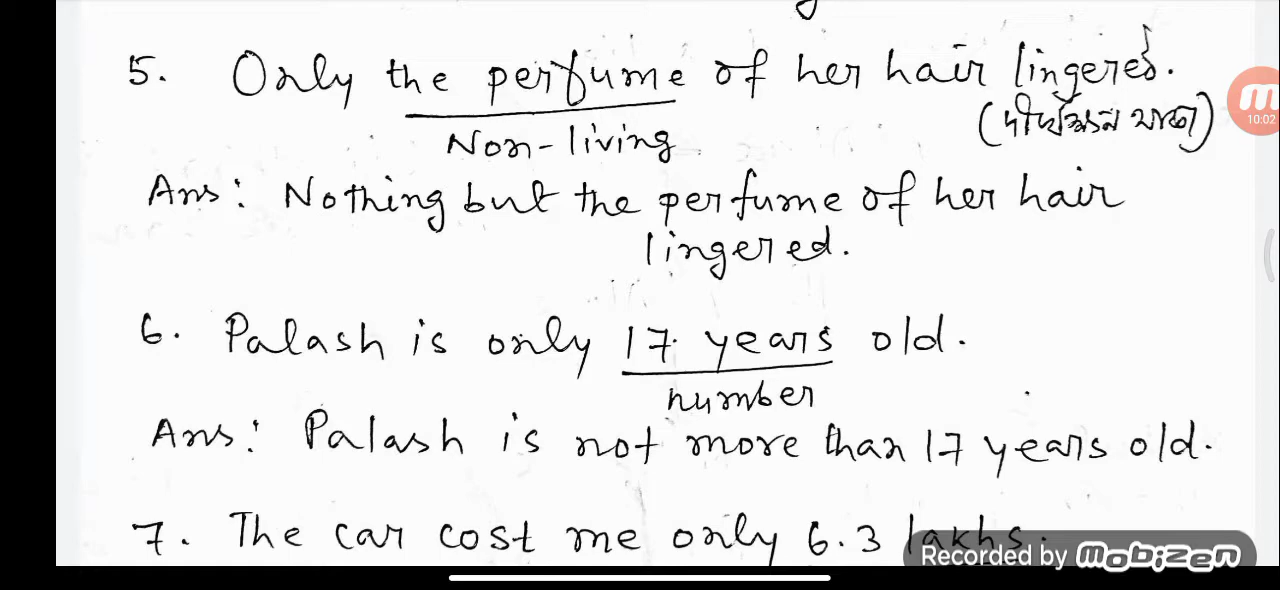 5. Only the perfume of her hair lingered.
Non-living (দীর্ঘক্ষন থাকা)
10:02
Ans: Nothing but the perfume of her hair
lingered.
6. Palash is only 17 years old.
number
Ans: Palash is not more than 17 years old.
7. The car cost me only 6.3 lakhs.
Recorded by Mobizen